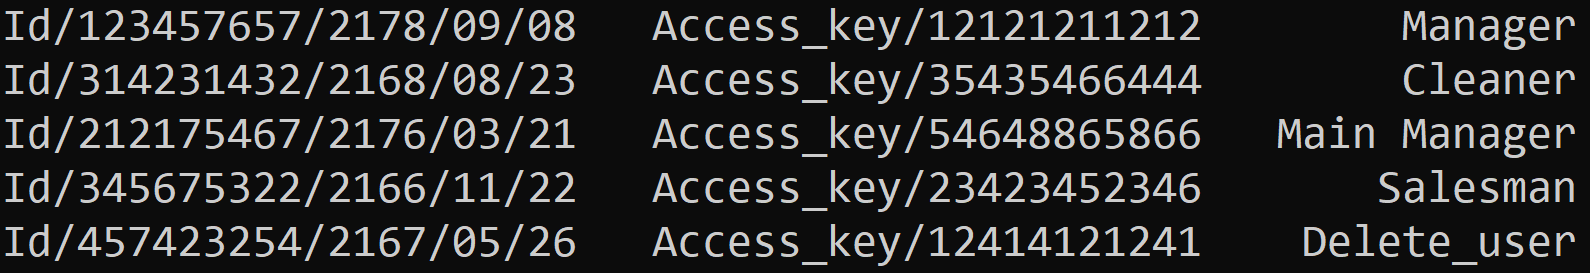 Id/123457657/2178/09/08   Access_key/12121211212        Manager
Id/314231432/2168/08/23   Access_key/35435466444        Cleaner
Id/212175467/2176/03/21   Access_key/54648865866   Main Manager
Id/345675322/2166/11/22   Access_key/23423452346       Salesman
Id/457423254/2167/05/26   Access_key/12414121241    Delete_user